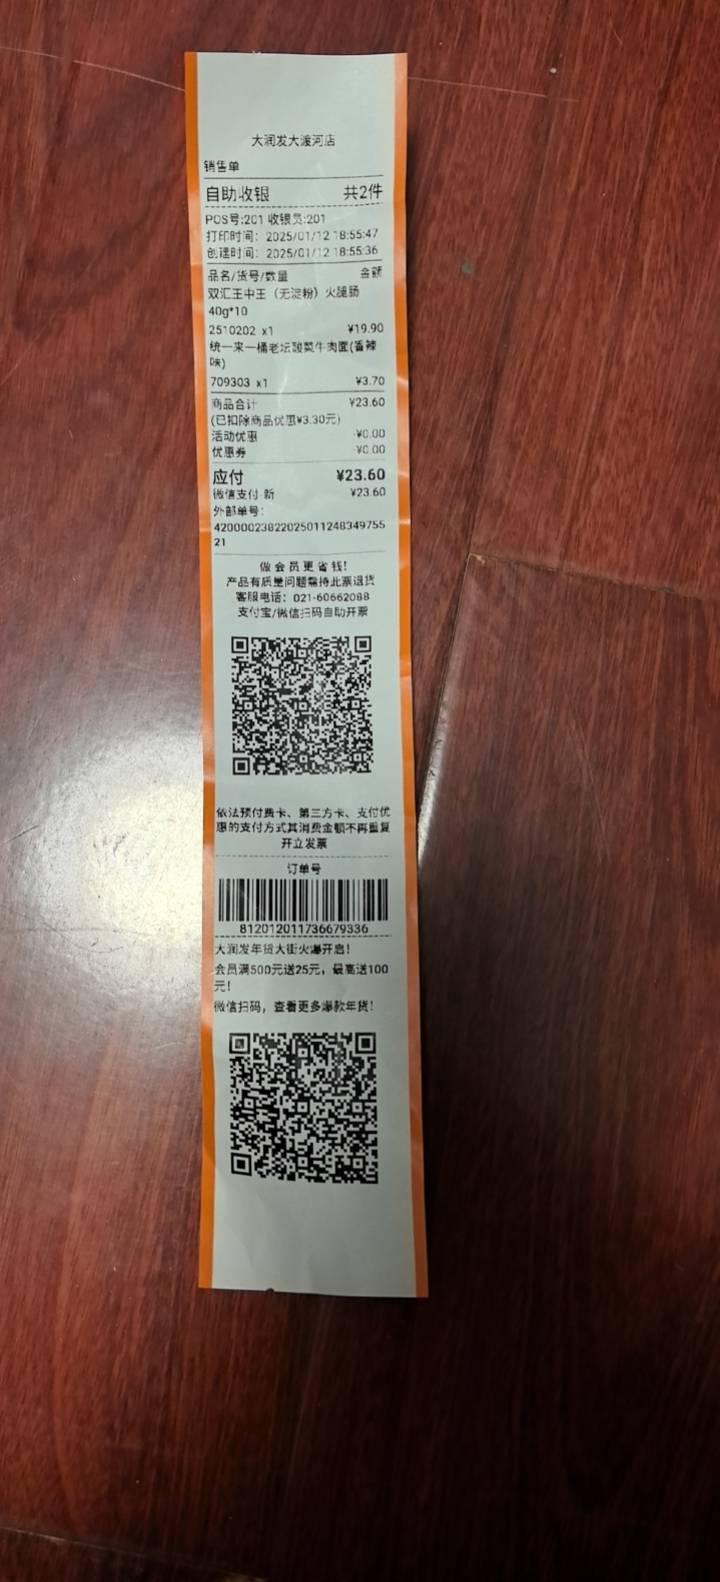 大润发大渡河店
销售单
自助收银 共2件
POS号:201 收银员:201
打印时间: 2025/01/12 18:55:47
创建时间: 2025/01/12 18:55:36
品名/货号/数量 金额
双汇王中王（无淀粉）火腿肠
40g*10
2510202 x1 ¥19.90
统一来一桶老坛酸菜牛肉面(香辣
味)
709303 x1 ¥3.70
商品合计 ¥23.60
(已扣除商品优惠¥3.30元)
活动优惠 -¥0.00
优惠券 -¥0.00
应付 ¥23.60
微信支付-新 ¥23.60
外部单号:
42000023822025011248349755
21
做会员更省钱!
产品有质量问题需持此票退货
客服电话: 021-60662088
支付宝/微信扫码自助开票
依法预付费卡、第三方卡、支付优
惠的支付方式其消费金额不再重复
开立发票
订单号
812012011736679336
大润发年货大街火爆开启!
会员满500元送25元，最高送100
元!
微信扫码，查看更多爆款年货!